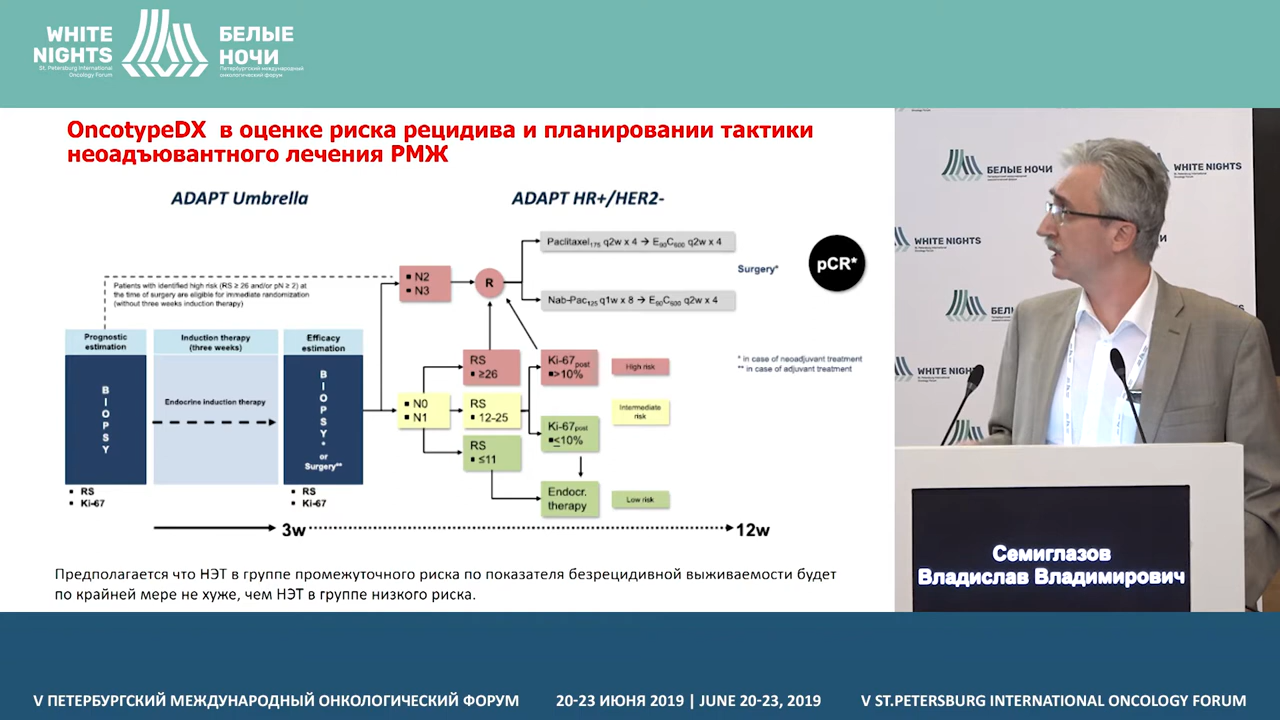 WHITE
NIGHTS
St. Petersburg International
Oncology Forum
БЕЛЫЕ
НОЧИ
Петербургский международный
онкологический форум
OncotypeDX в оценке риска рецидива и планировании тактики
неоадъювантного лечения РМЖ
ADAPT Umbrella
ADAPT HR+/HER2-
Patients with identified high risk (RS ≥ 26 and/or pN ≥ 2) at
the time of surgery are eligible for immediate randomization
(without three weeks induction therapy)
Prognostic
estimation
Induction therapy
(three weeks)
Efficacy
estimation
BIOPSY
Endocrine induction therapy
BIOPSY*
or
Surgery**
▪ RS
▪ Ki-67
▪ RS
▪ Ki-67
▪ N2
▪ N3
R
Paclitaxel175 q2w x 4 → E90C600 q2w x 4
Nab-Pac125 q1w x 8 → E90C600 q2w x 4
Surgery*
pCR*
▪ N0
▪ N1
RS
▪ ≥26
RS
▪ 12–25
RS
▪ ≤11
Ki-67post
▪>10%
Ki-67post
▪≤10%
Endocr.
therapy
High risk
Intermediate
risk
Low risk
* in case of neoadjuvant treatment
** in case of adjuvant treatment
3w
12w
Предполагается что НЭТ в группе промежуточного риска по показателя безрецидивной выживаемости будет
по крайней мере не хуже, чем НЭТ в группе низкого риска.
БЕЛЫЕ НОЧИ
WHITE NIGHTS
WHITE NIGHTS
БЕЛЫ
WHITE NIGH
Семиглазов
Владислав Владимирович
V ПЕТЕРБУРГСКИЙ МЕЖДУНАРОДНЫЙ ОНКОЛОГИЧЕСКИЙ ФОРУМ
20-23 ИЮНЯ 2019 | JUNE 20-23, 2019
V ST.PETERSBURG INTERNATIONAL ONCOLOGY FORUM